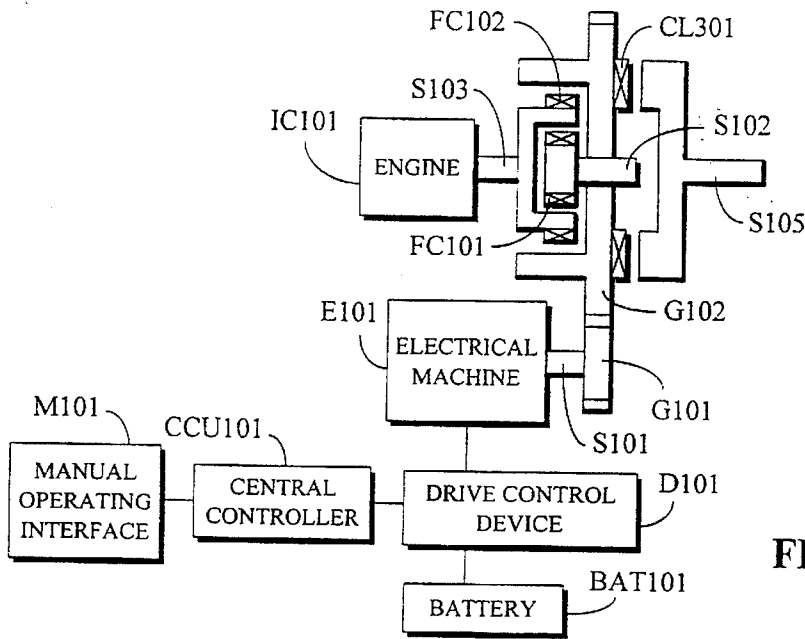 FC102
CL301
S103
IC101
S102
ENGINE
S105
FC101
G102
E101
ELECTRICAL
MACHINE
G101
M101
S101
CCU101
MANUAL
OPERATING
INTERFACE
CENTRAL
CONTROLLER
DRIVE CONTROL
DEVICE
D101
BAT101
BATTERY